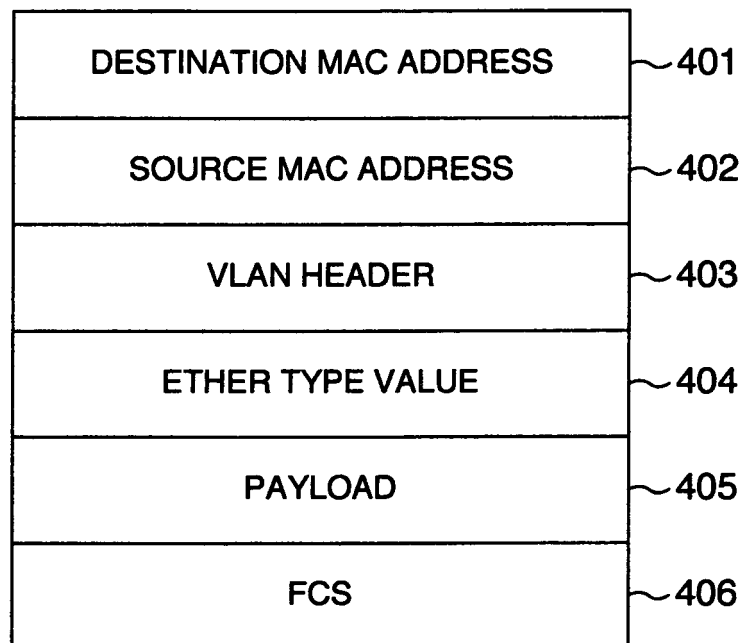 DESTINATION MAC ADDRESS 401
SOURCE MAC ADDRESS 402
VLAN HEADER 403
ETHER TYPE VALUE 404
PAYLOAD 405
FCS 406